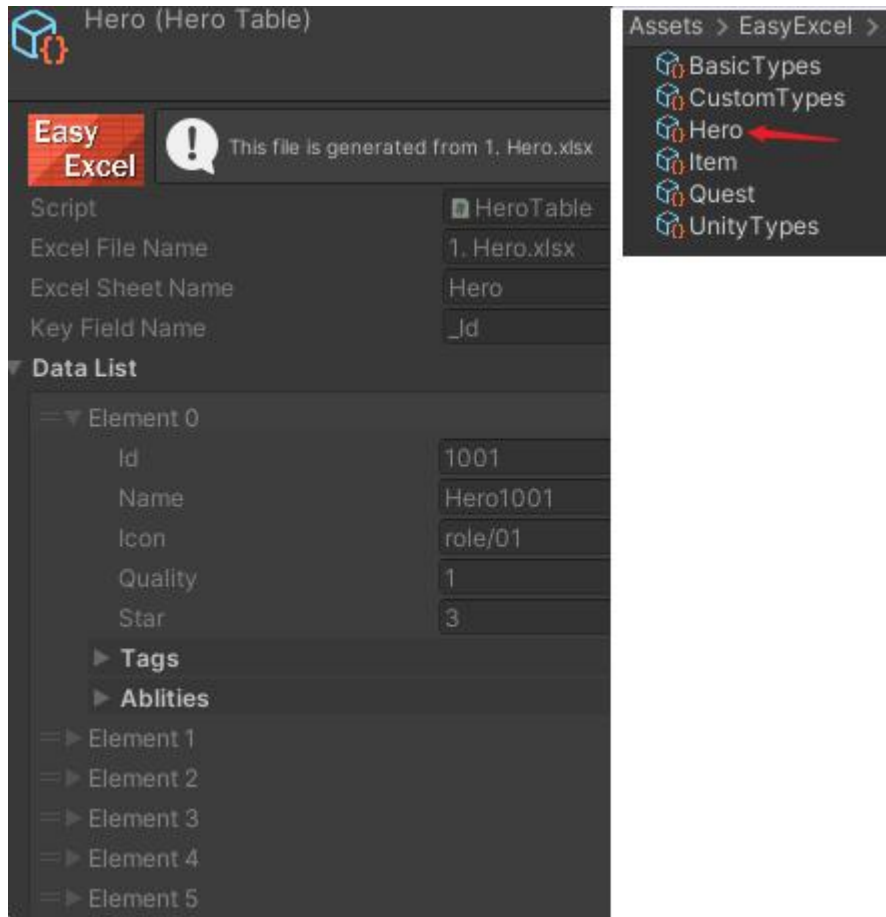 Hero (Hero Table)
Easy
Excel
This file is generated from 1. Hero.xlsx
Script HeroTable
Excel File Name 1. Hero.xlsx
Excel Sheet Name Hero
Key Field Name _Id
Data List
Element 0
Id 1001
Name Hero1001
Icon role/01
Quality 1
Star 3
Tags
Ablities
Element 1
Element 2
Element 3
Element 4
Element 5
Assets > EasyExcel >
BasicTypes
CustomTypes
Hero
Item
Quest
UnityTypes